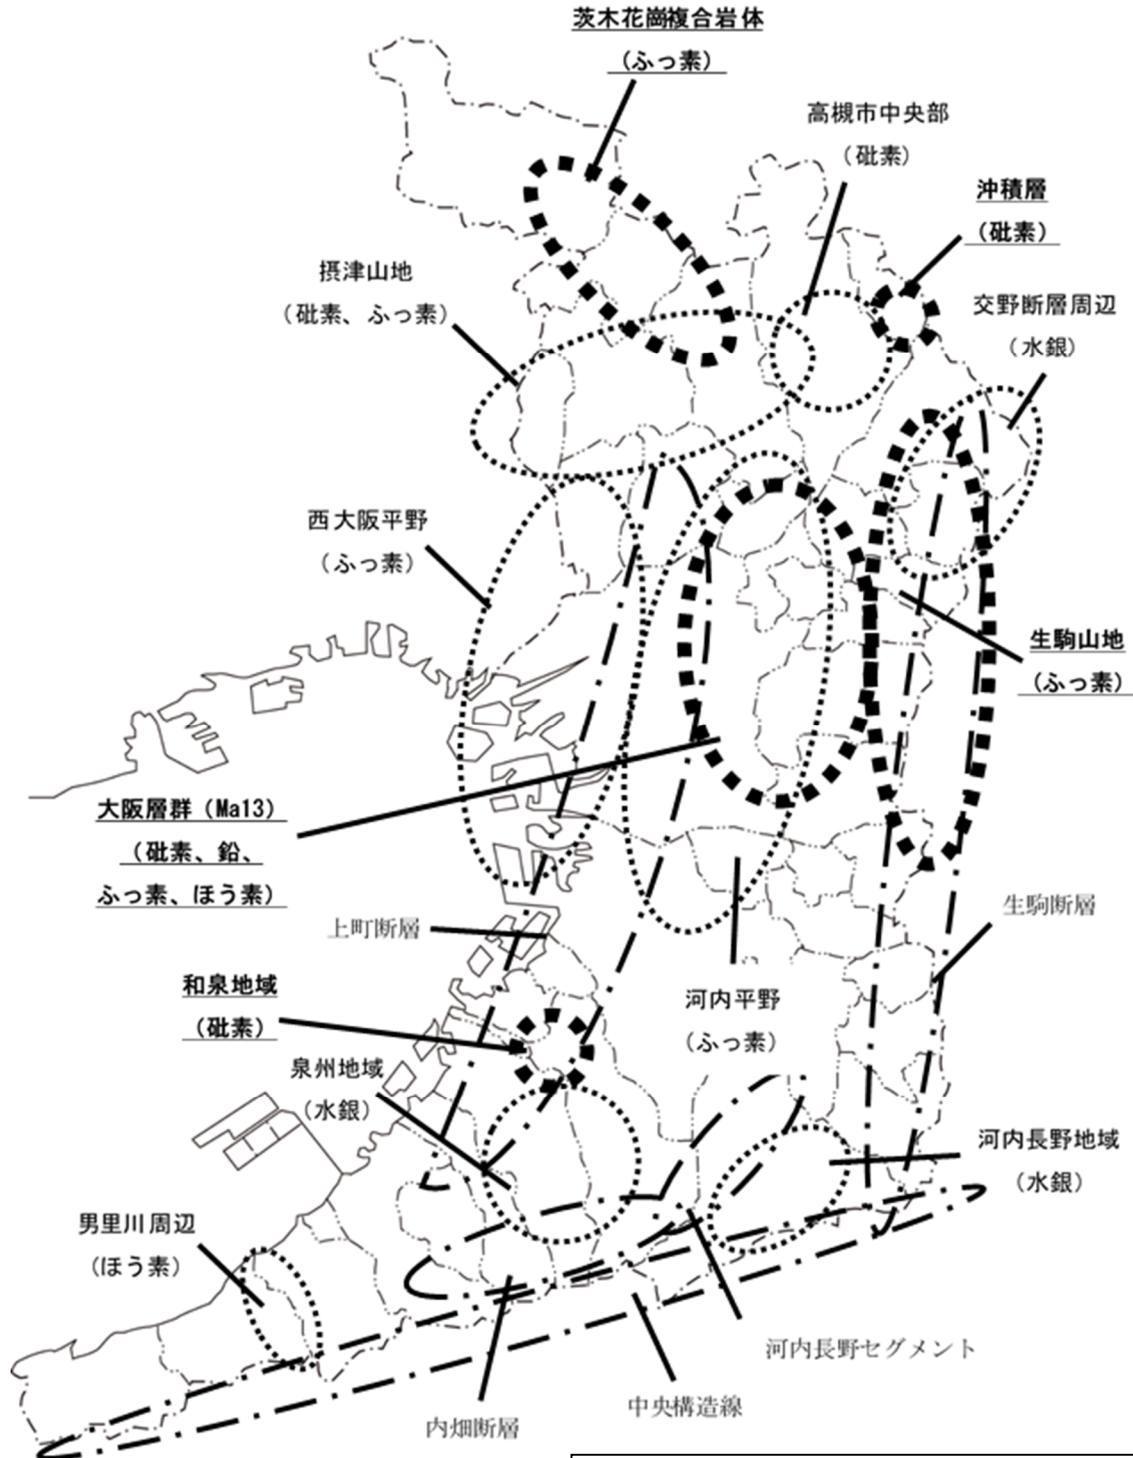 茨木花崗複合岩体
（ふっ素）
高槻市中央部
（砒素）
沖積層
（砒素）
摂津山地
（砒素、ふっ素）
交野断層周辺
（水銀）
西大阪平野
（ふっ素）
生駒山地
（ふっ素）
大阪層群（Ma13）
（砒素、鉛、
ふっ素、ほう素）
上町断層
生駒断層
和泉地域
（砒素）
河内平野
（ふっ素）
泉州地域
（水銀）
河内長野地域
（水銀）
男里川周辺
（ほう素）
河内長野セグメント
中央構造線
内畑断層